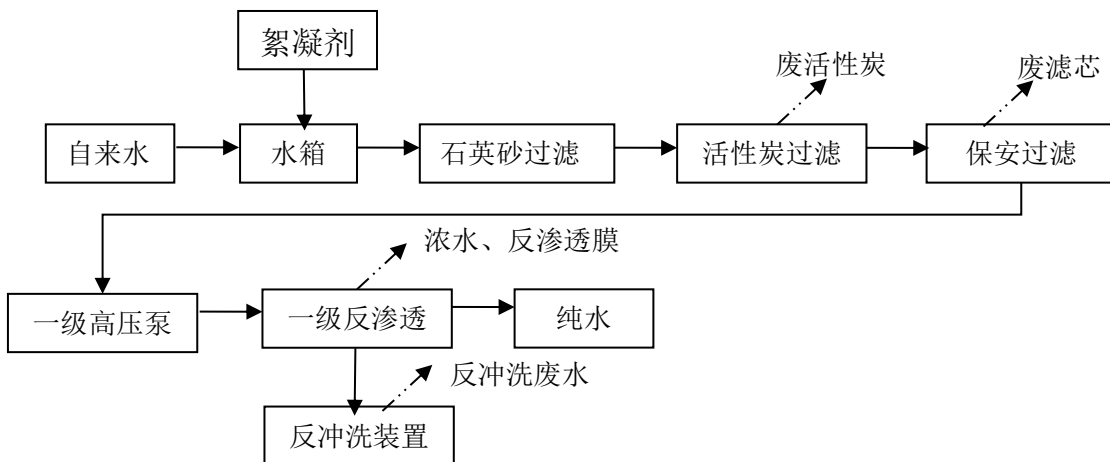 絮凝剂
废活性炭
废滤芯
自来水
水箱
石英砂过滤
活性炭过滤
保安过滤
浓水、反渗透膜
一级高压泵
一级反渗透
纯水
反冲洗废水
反冲洗装置